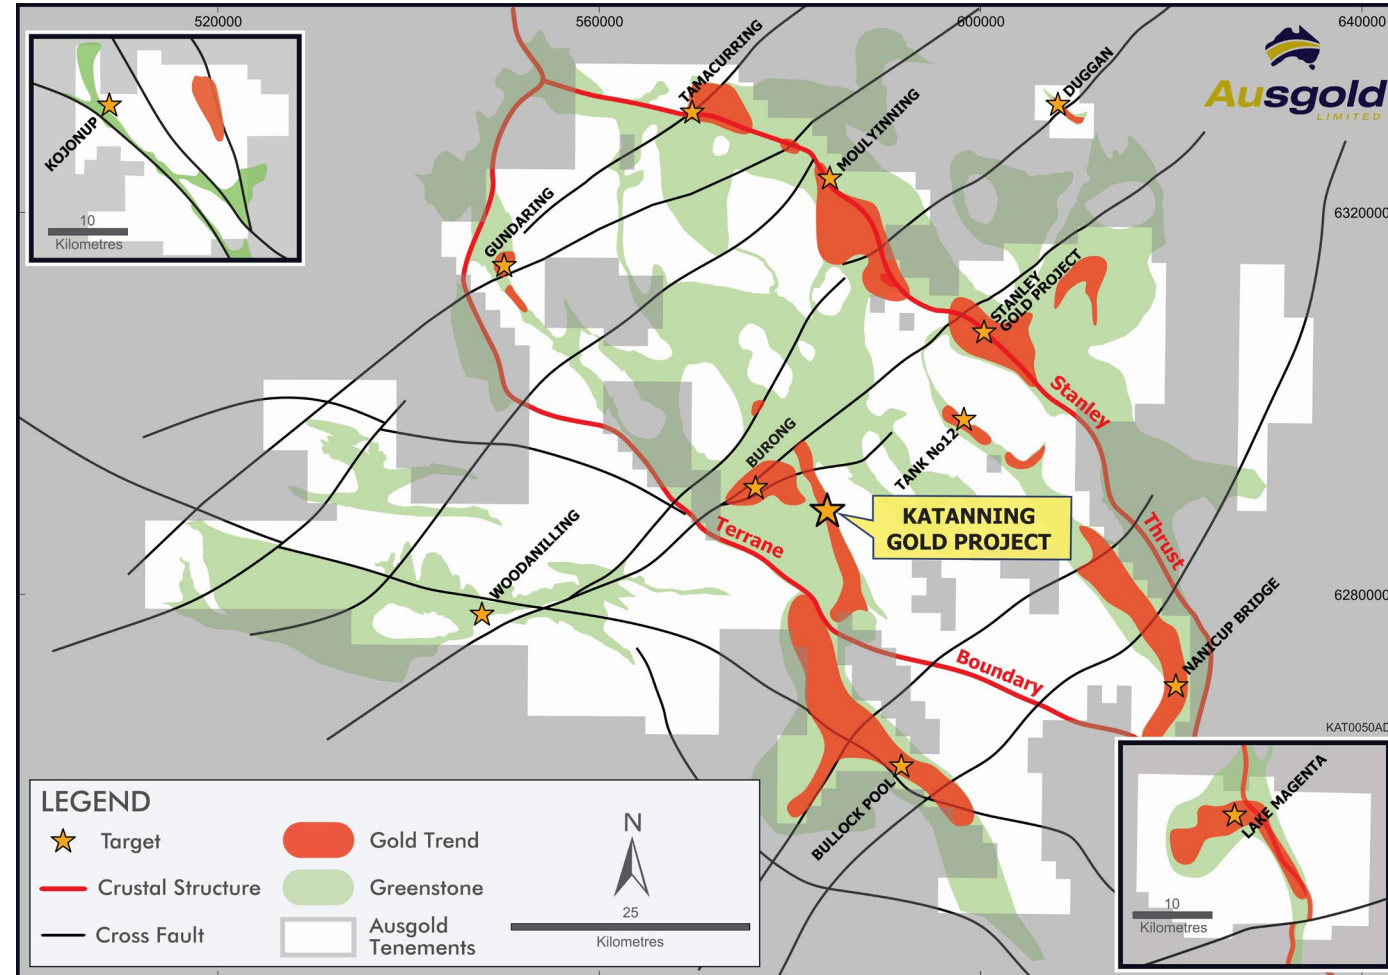 520000
560000
600000
640000
Ausgold
LIMITED
TAMACURRING
DUGGAN
MOULYINNING
KOJONUP
10
Kilometres
6320000
GUNDARING
STANLEY
GOLD PROJECT
Stanley
BURONG
TANK No12
KATANNING
GOLD PROJECT
Terrane
Thrust
WOODANILLING
6280000
NANICUP BRIDGE
Boundary
KAT0050AD
BULLOCK POOL
LAKE MAGENTA
10
Kilometres
LEGEND
Target
Crustal Structure
Cross Fault
Gold Trend
Greenstone
Ausgold
Tenements
N
25
Kilometres